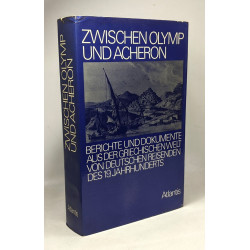 ZWISCHEN OLYMP
UND ACHERON
BERICHTE UND DOKUMENTE
AUS DER GRIECHISCHEN WELT
VON DEUTSCHEN REISENDEN
DES 19. JAHRHUNDERTS
Atlantis
ZWISCHEN OLYMP
UND ACHERON
Atlantis